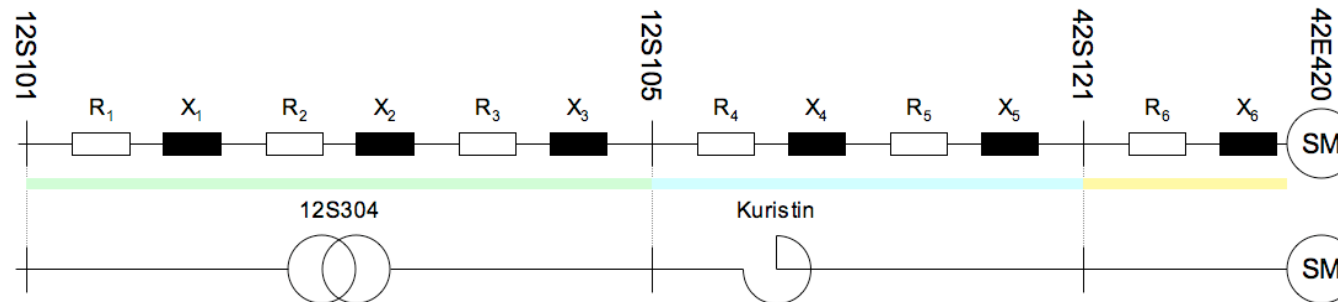 12S101
12S105
42S121
42E420
R₁ X₁ R₂ X₂ R₃ X₃ R₄ X₄ R₅ X₅ R₆ X₆
SM
12S304
Kuristin
SM